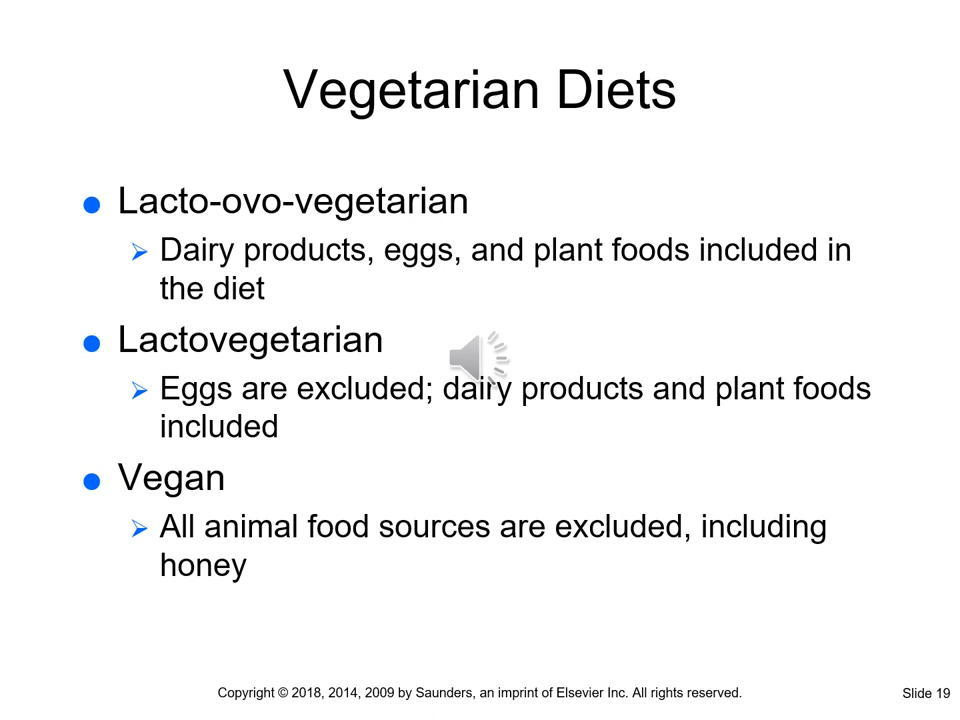 Vegetarian Diets
Lacto-ovo-vegetarian
Dairy products, eggs, and plant foods included in
the diet
Lactovegetarian
Eggs are excluded; dairy products and plant foods
included
Vegan
All animal food sources are excluded, including
honey
Copyright © 2018, 2014, 2009 by Saunders, an imprint of Elsevier Inc. All rights reserved.
Slide 19